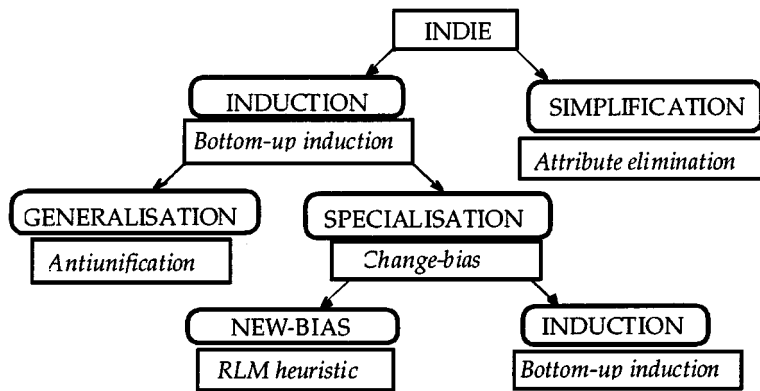 INDIE
INDUCTION
SIMPLIFICATION
Bottom-up induction
Attribute elimination
GENERALISATION
SPECIALISATION
Antiunification
Change-bias
NEW-BIAS
INDUCTION
RLM heuristic
Bottom-up induction